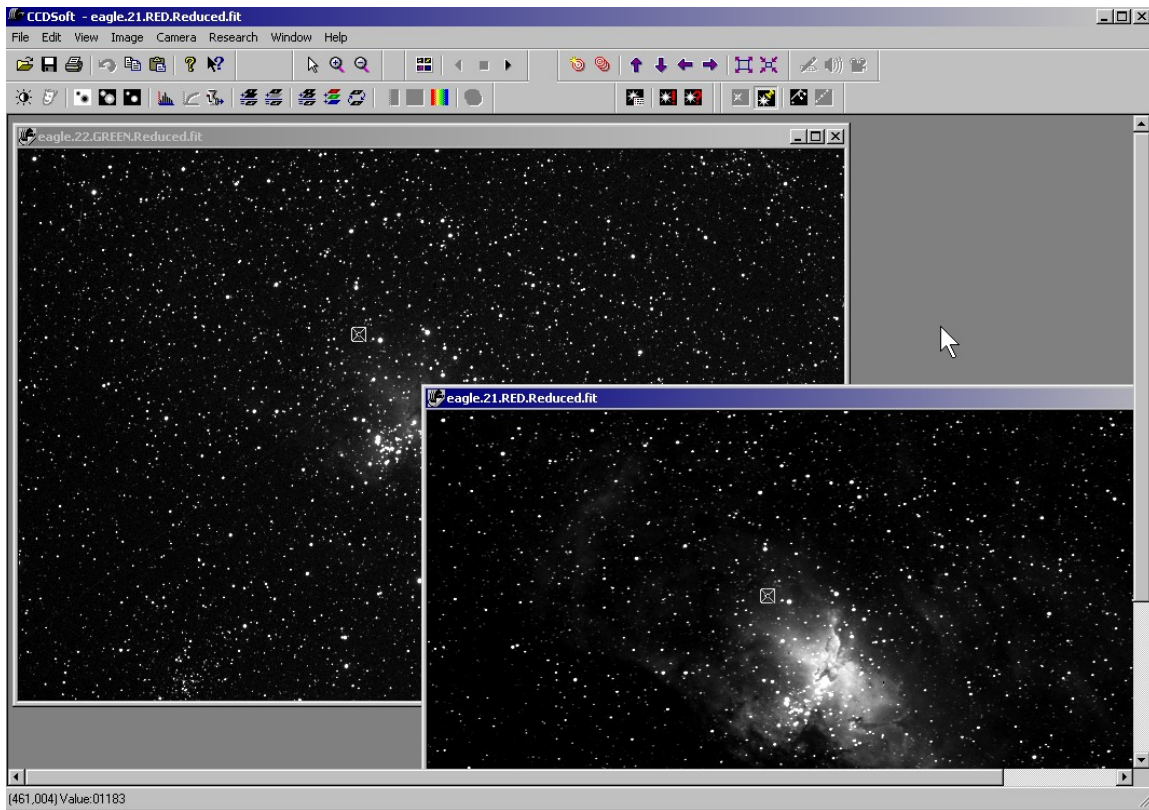 CCDSoft - eagle.21.RED.Reduced.fit
File Edit View Image Camera Research Window Help
eagle.22.GREEN.Reduced.fit
eagle.21.RED.Reduced.fit
(461,004) Value:01183